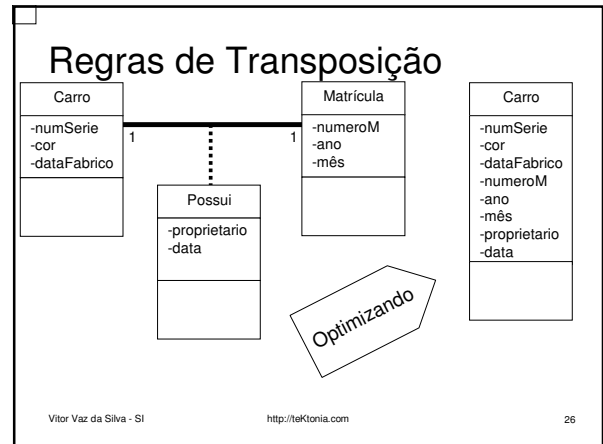 Regras de Transposição
Carro
-numSerie
-cor
-dataFabrico
1
1
Matrícula
-numeroM
-ano
-mês
Possui
-proprietario
-data
Carro
-numSerie
-cor
-dataFabrico
-numeroM
-ano
-mês
-proprietario
-data
Optimizando
Vitor Vaz da Silva - SI http://teKtonia.com 26